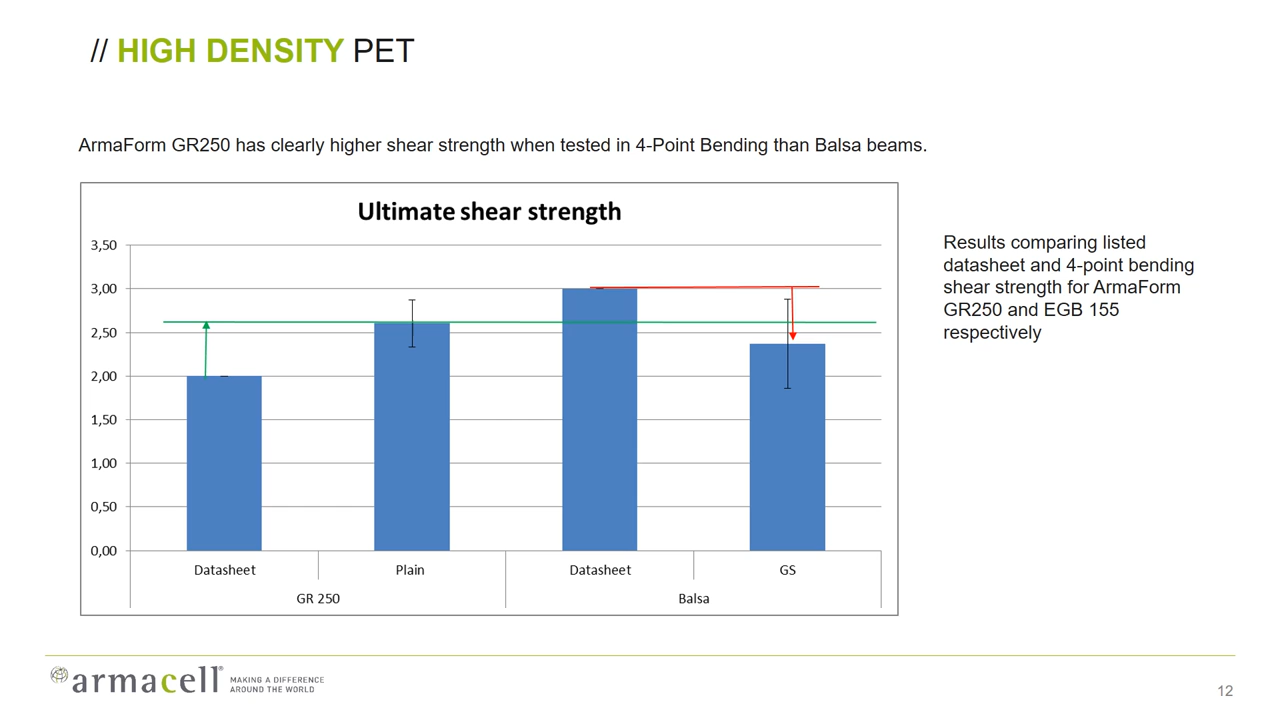 // HIGH DENSITY PET
ArmaForm GR250 has clearly higher shear strength when tested in 4-Point Bending than Balsa beams.
Ultimate shear strength
3,50
3,00
2,50
2,00
1,50
1,00
0,50
0,00
Datasheet Plain Datasheet GS
GR 250 Balsa
Results comparing listed
datasheet and 4-point bending
shear strength for ArmaForm
GR250 and EGB 155
respectively
armacell®
MAKING A DIFFERENCE
AROUND THE WORLD
12